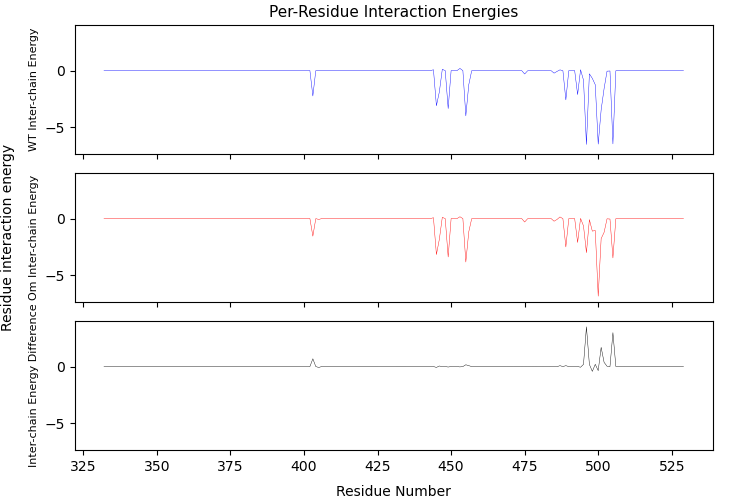 Per-Residue Interaction Energies
Residue interaction energy
WT Inter-chain Energy
0
−5
Om Inter-chain Energy
0
−5
Inter-chain Energy Difference
0
−5
325 350 375 400 425 450 475 500 525
Residue Number